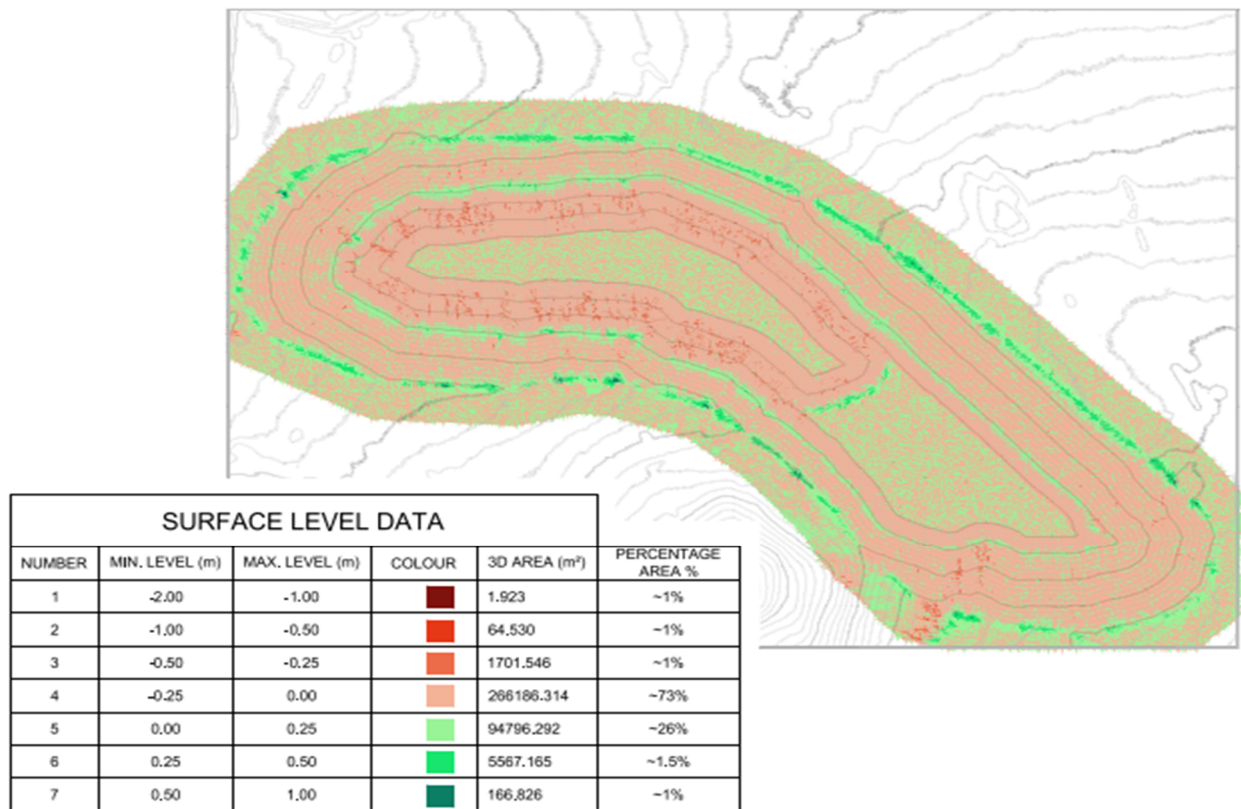 SURFACE LEVEL DATA
NUMBER MIN. LEVEL (m) MAX. LEVEL (m) COLOUR 3D AREA (m²) PERCENTAGE AREA %
1 -2.00 -1.00 1.923 ~1%
2 -1.00 -0.50 64.530 ~1%
3 -0.50 -0.25 1701.546 ~1%
4 -0.25 0.00 266186.314 ~73%
5 0.00 0.25 94796.292 ~26%
6 0.25 0.50 5567.165 ~1.5%
7 0.50 1.00 166.826 ~1%